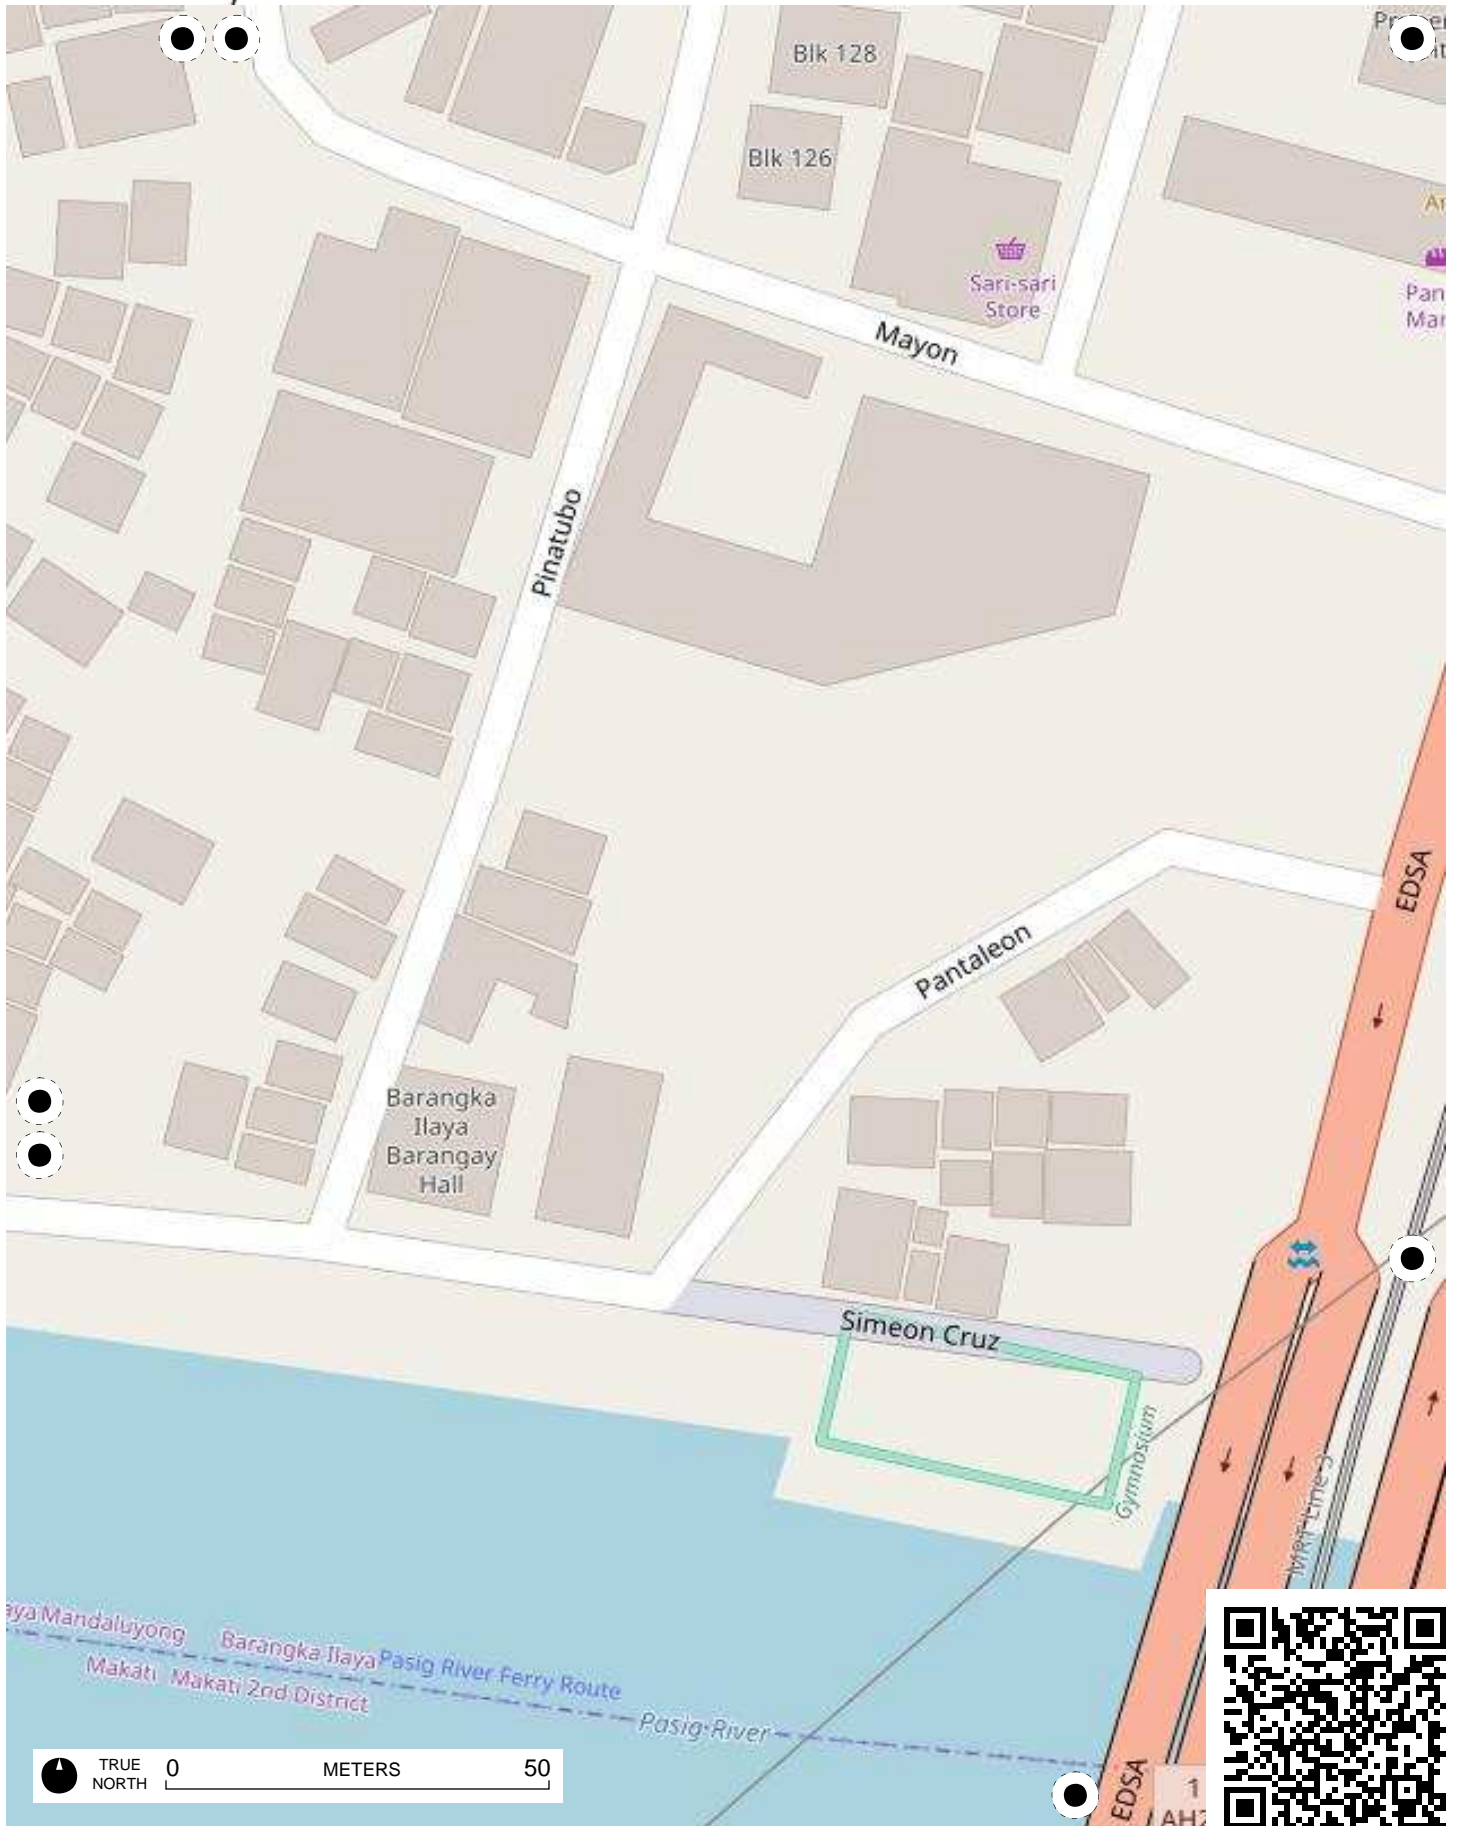 Blk 128
Blk 126
Sari-sari
Store
Mayon
Pinatubo
EDSA
Pantaleon
Barangka
Ilaya
Barangay
Hall
Simeon Cruz
Gymnosium
MRT Line 3
Mandaluyong
Barangka Ilaya
Pasig River Ferry Route
Makati
Makati 2nd District
Pasig River
TRUE
NORTH
0
METERS
50
EDSA
1